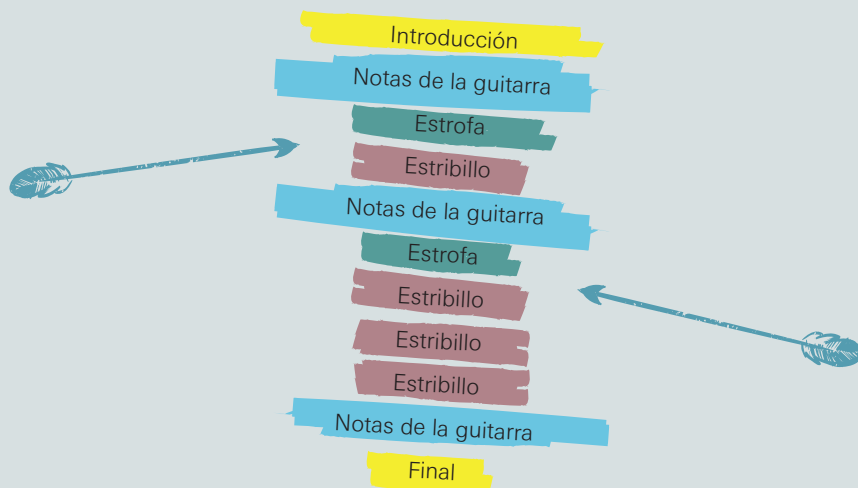 Introducción
Notas de la guitarra
Estrofa
Estribillo
Notas de la guitarra
Estrofa
Estribillo
Estribillo
Estribillo
Notas de la guitarra
Final